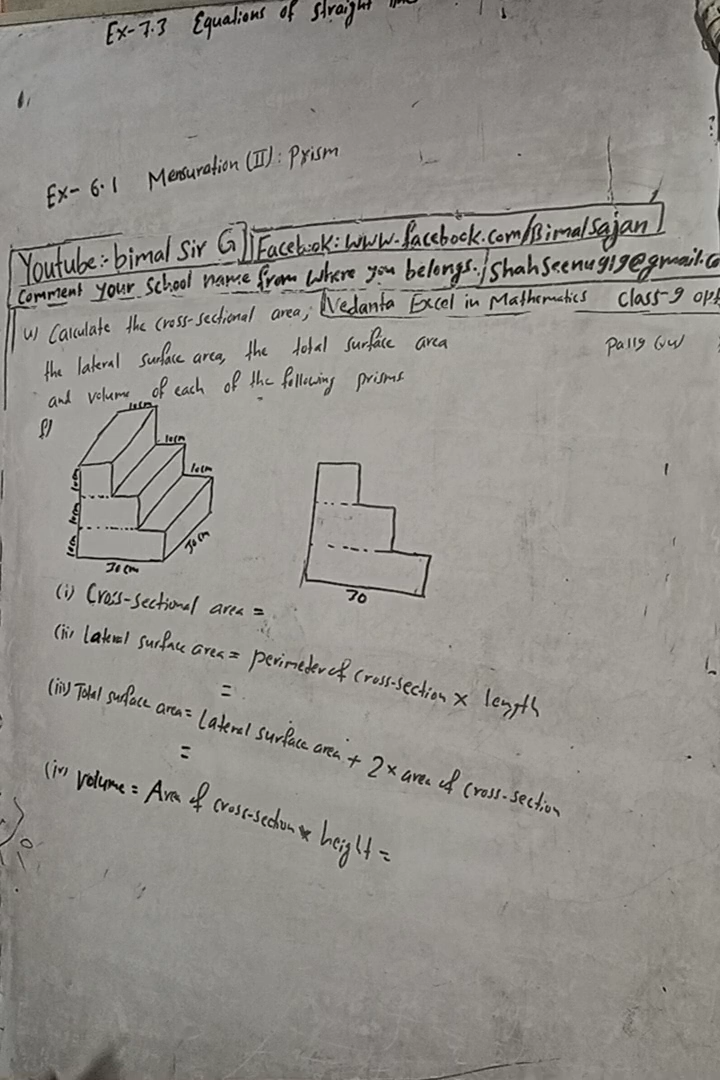 Ex-7.3 Equations of straight line
Ex- 6.1 Mensuration (II): Prism
Youtube:- bimal Sir G Facebook: www.facebook.com/Bimalsajan
Comment your school name from where you belongs. / Shahseenu919@gmail.co
Calculate the cross-sectional area, Vedanta Excel in Mathematics Class-9 opt
the lateral surface area, the total surface area
and volume of each of the following prisms.
f)
10cm
10cm
10cm
10cm
10cm
10cm
30cm
30cm
30
(i) Cross-sectional area =
(ii) Lateral surface area = perimeter of cross-section × length
=
(iii) Total surface area = Lateral surface area + 2 × area of cross-section
=
(iv) Volume = Area of cross-section × height =